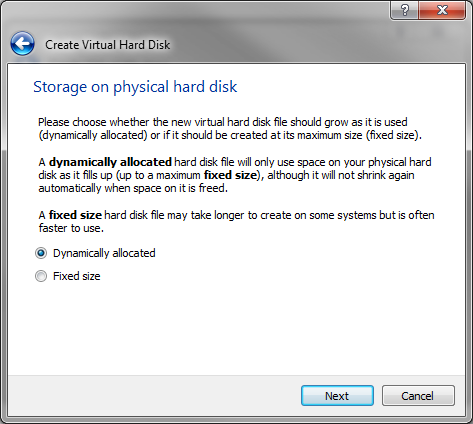 ?
Create Virtual Hard Disk
Storage on physical hard disk
Please choose whether the new virtual hard disk file should grow as it is used
(dynamically allocated) or if it should be created at its maximum size (fixed size).
A dynamically allocated hard disk file will only use space on your physical hard
disk as it fills up (up to a maximum fixed size), although it will not shrink again
automatically when space on it is freed.
A fixed size hard disk file may take longer to create on some systems but is often
faster to use.
Dynamically allocated
Fixed size
Next
Cancel